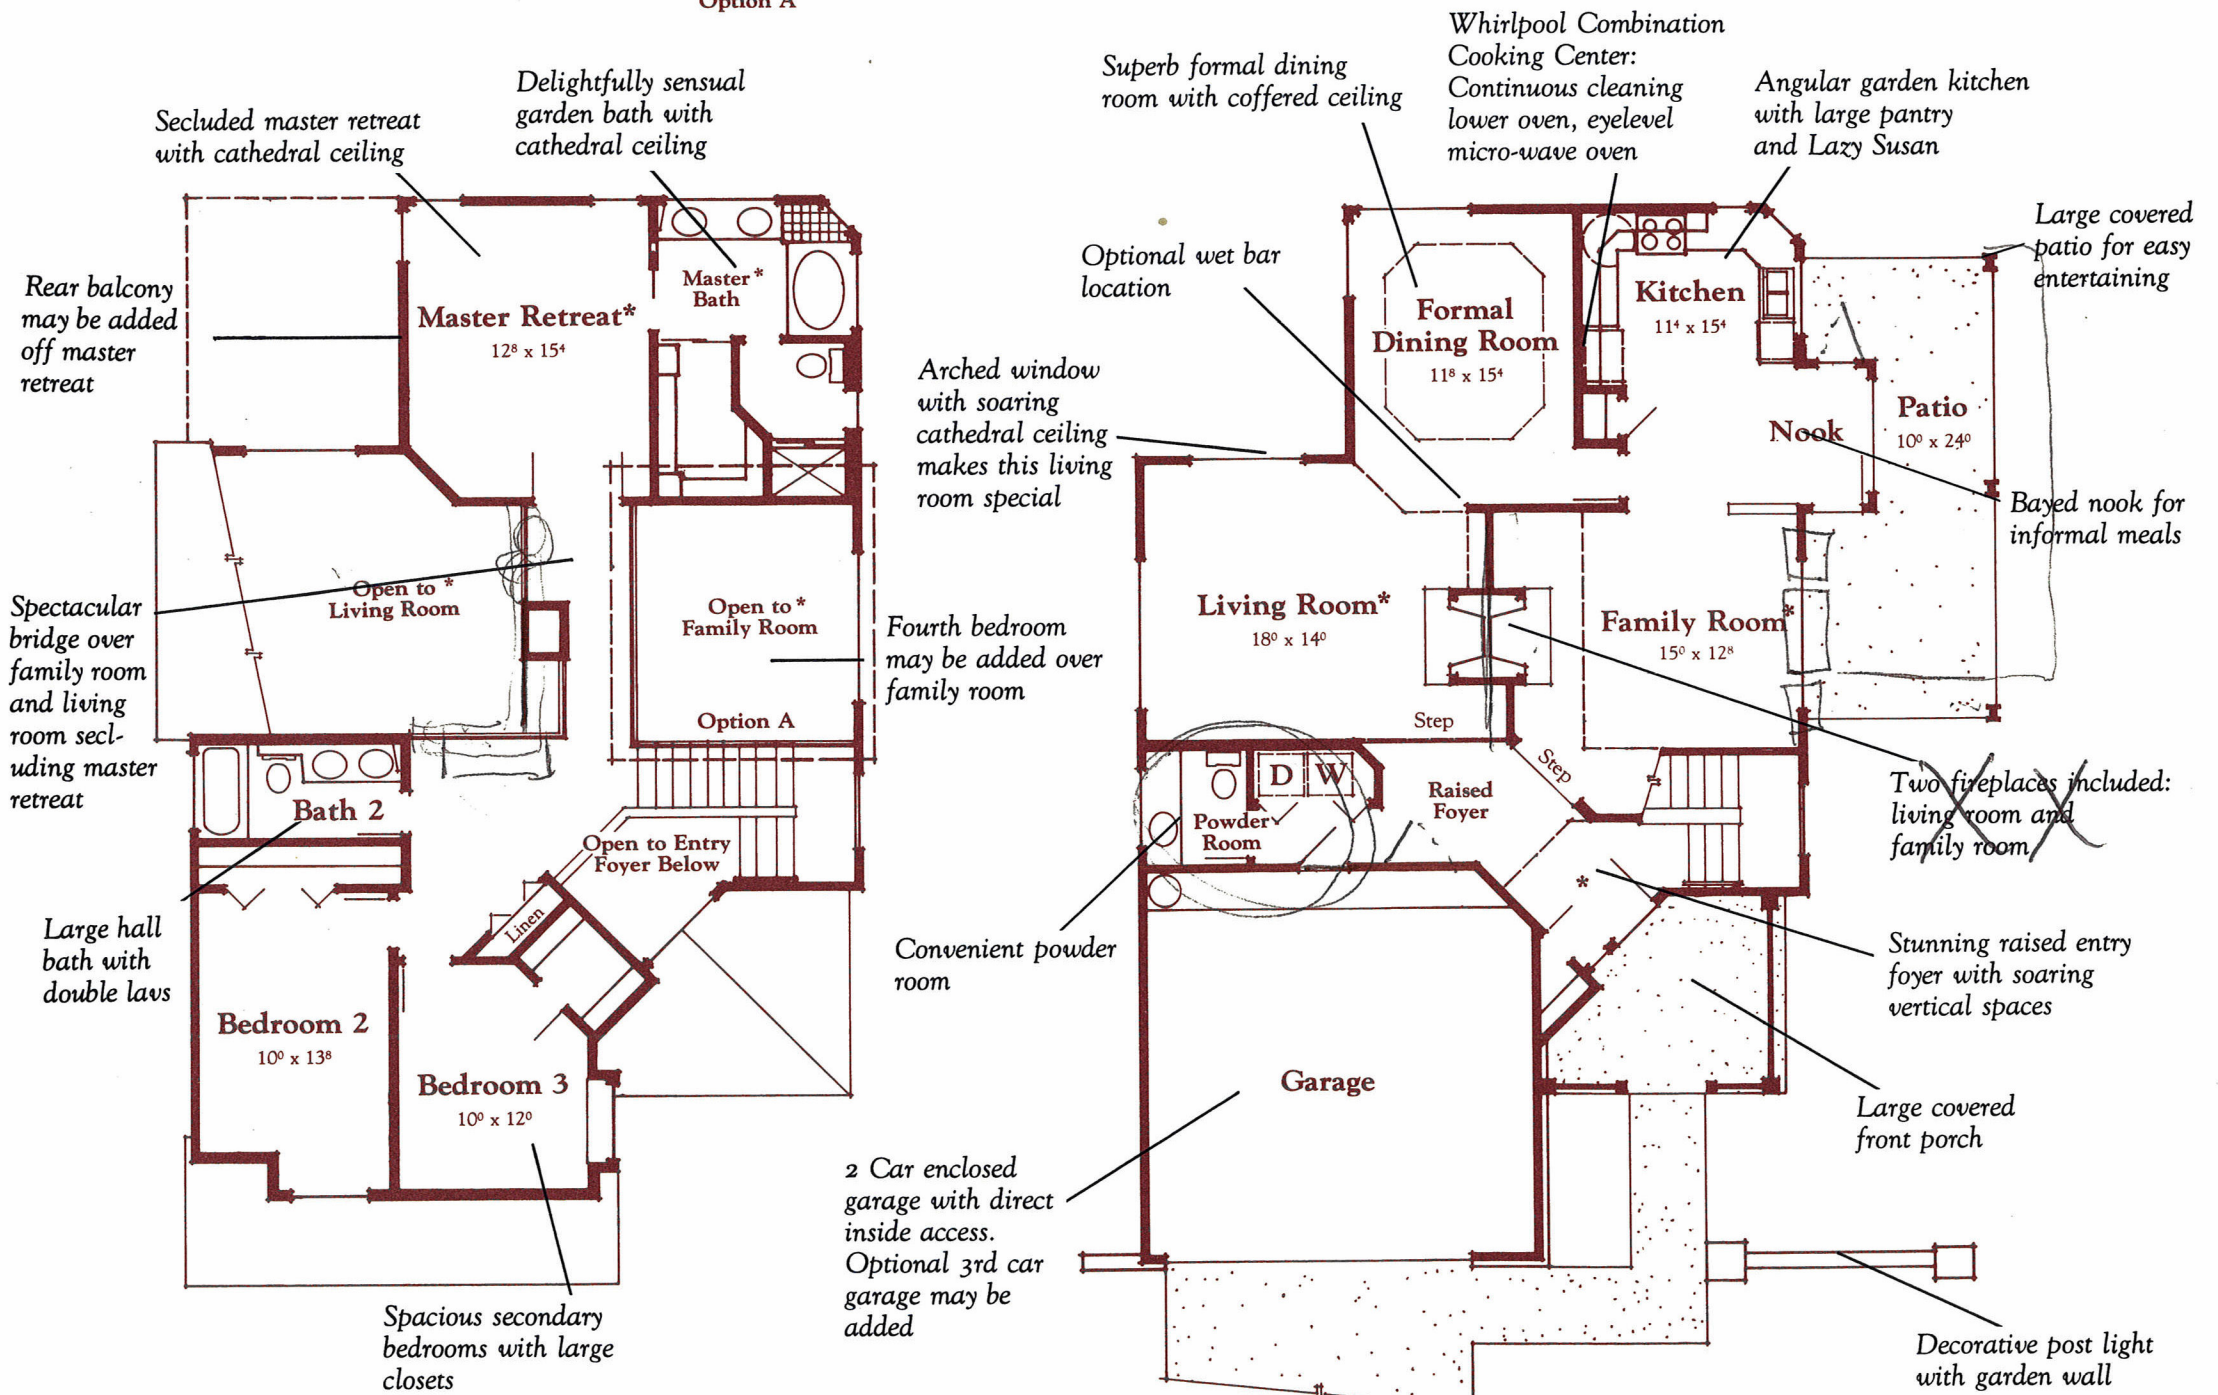 Option A
Secluded master retreat
with cathedral ceiling
Delightfully sensual
garden bath with
cathedral ceiling
Rear balcony
may be added
off master
retreat
Master Retreat*
12⁸ x 15⁴
Master*
Bath
Spectacular
bridge over
family room
and living
room secl-
uding master
retreat
Open to *
Living Room
Open to *
Family Room
Option A
Fourth bedroom
may be added over
family room
Bath 2
Open to Entry
Foyer Below
Linen
Large hall
bath with
double lavs
Bedroom 2
10⁰ x 13⁸
Bedroom 3
10⁰ x 12⁰
Spacious secondary
bedrooms with large
closets
Superb formal dining
room with coffered ceiling
Whirlpool Combination
Cooking Center:
Continuous cleaning
lower oven, eyelevel
micro-wave oven
Angular garden kitchen
with large pantry
and Lazy Susan
Large covered
patio for easy
entertaining
Optional wet bar
location
Formal
Dining Room
11⁸ x 15⁴
Kitchen
11⁴ x 15⁴
Nook
Patio
10⁰ x 24⁰
Arched window
with soaring
cathedral ceiling
makes this living
room special
Bayed nook for
informal meals
Living Room*
18⁰ x 14⁰
Family Room*
15⁰ x 12⁸
Step
Step
D W
Powder
Room
Raised
Foyer
*
Two fireplaces included:
living room and
family room
Convenient powder
room
Stunning raised entry
foyer with soaring
vertical spaces
Garage
Large covered
front porch
2 Car enclosed
garage with direct
inside access.
Optional 3rd car
garage may be
added
Decorative post light
with garden wall